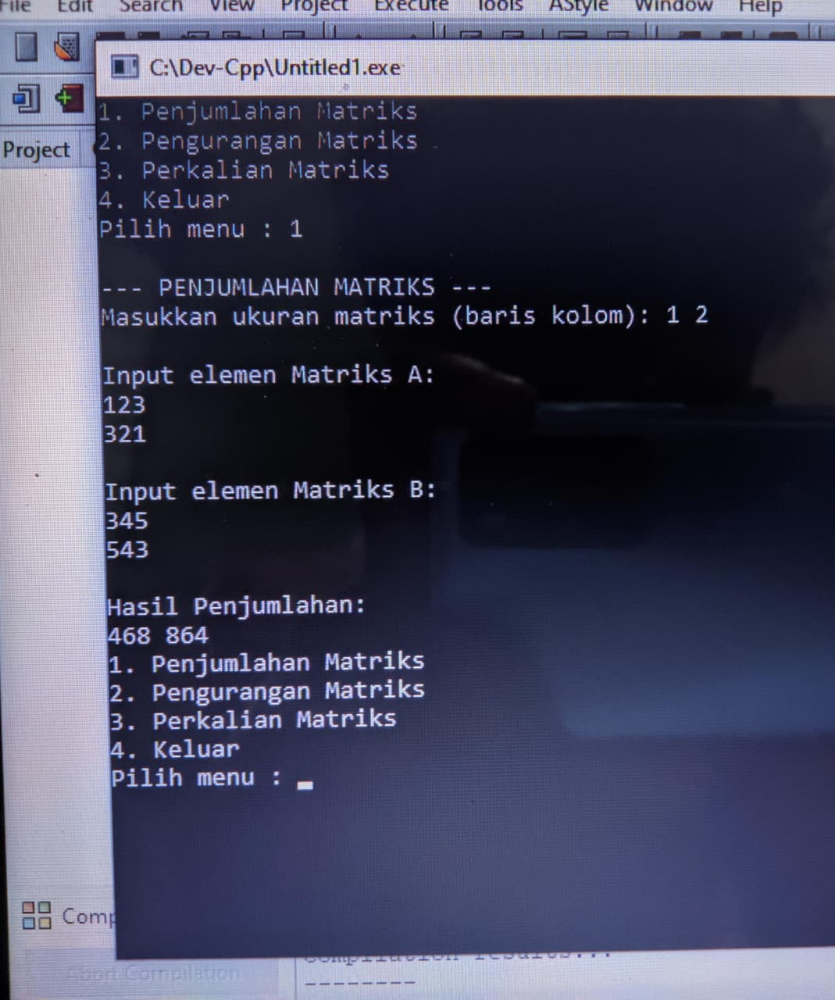 File Edit Search View Project Execute Tools AStyle Window Help
C:\Dev-Cpp\Untitled1.exe
Project
1. Penjumlahan Matriks
2. Pengurangan Matriks
3. Perkalian Matriks
4. Keluar
Pilih menu : 1
--- PENJUMLAHAN MATRIKS ---
Masukkan ukuran matriks (baris kolom): 1 2
Input elemen Matriks A:
123
321
Input elemen Matriks B:
345
543
Hasil Penjumlahan:
468 864
1. Penjumlahan Matriks
2. Pengurangan Matriks
3. Perkalian Matriks
4. Keluar
Pilih menu :
Comp
Compilation results...
Abort Compilation
--------